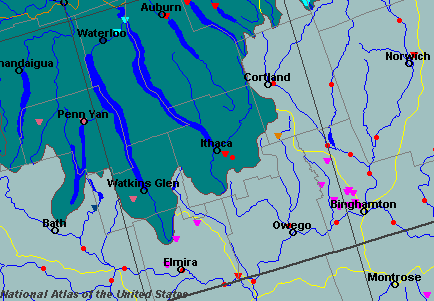 Auburn
Waterloo
nandaigua
Norwich
Cortland
Penn Yan
Ithaca
Watkins Glen
Binghamton
Bath
Owego
Elmira
Montrose
National Atlas of the United States